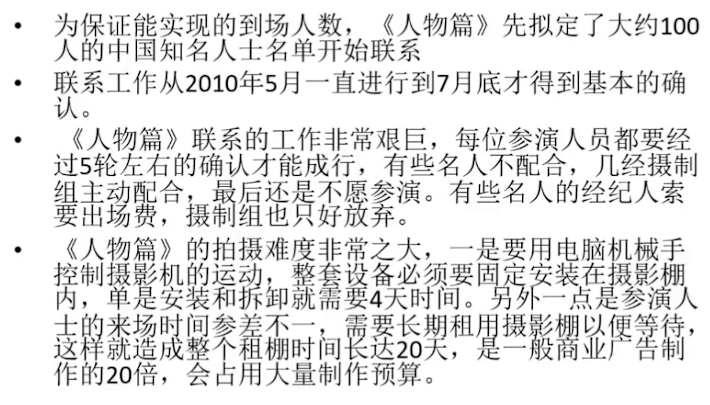 • 为保证能实现的到场人数，《人物篇》先拟定了大约100
人的中国知名人士名单开始联系
• 联系工作从2010年5月一直进行到7月底才得到基本的确
认。
• 《人物篇》联系的工作非常艰巨，每位参演人员都要经
过5轮左右的确认才能成行，有些名人不配合，几经摄制
组主动配合，最后还是不愿参演。有些名人的经纪人索
要出场费，摄制组也只好放弃。
• 《人物篇》的拍摄难度非常之大，一是要用电脑机械手
控制摄影机的运动，整套设备必须要固定安装在摄影棚
内，单是安装和拆卸就需要4天时间。另外一点是参演人
士的来场时间参差不一，需要长期租用摄影棚以便等待，
这样就造成整个租棚时间长达20天，是一般商业广告制
作的20倍，会占用大量制作预算。